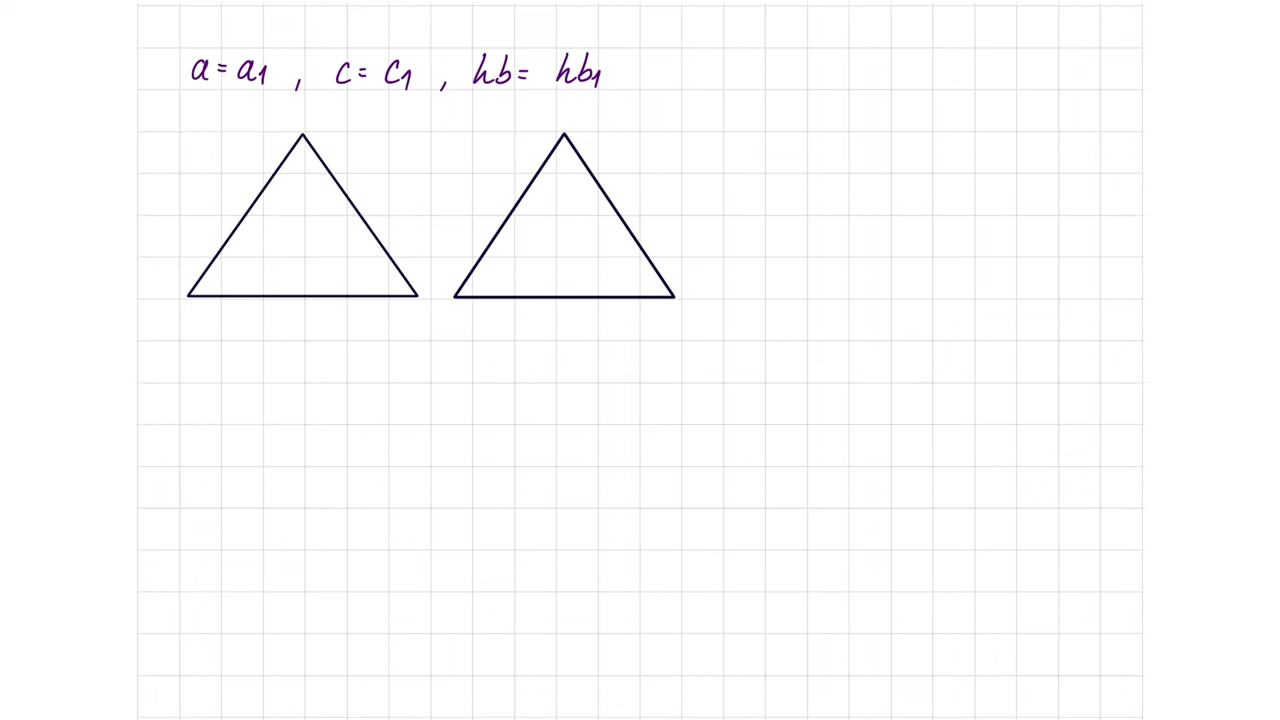 a = a1 , c = c1 , hb = hb1